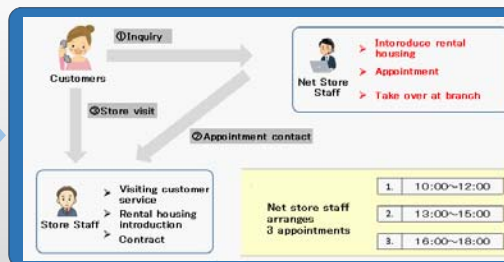 ①Inquiry
Customers
Net Store
Staff
➢ Intoroduce rental
housing
➢ Appointment
➢ Take over at branch
③Store visit
②Appointment contact
Store Staff
➢ Visiting customer
service
➢ Rental housing
introduction
➢ Contract
Net store staff
arranges
3 appointments
1. 10:00~12:00
2. 13:00~15:00
3. 16:00~18:00